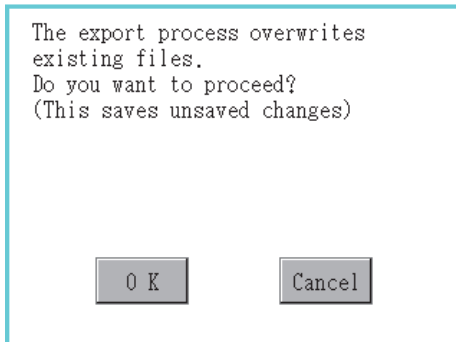 The export process overwrites
existing files.
Do you want to proceed?
(This saves unsaved changes)
O K
Cancel